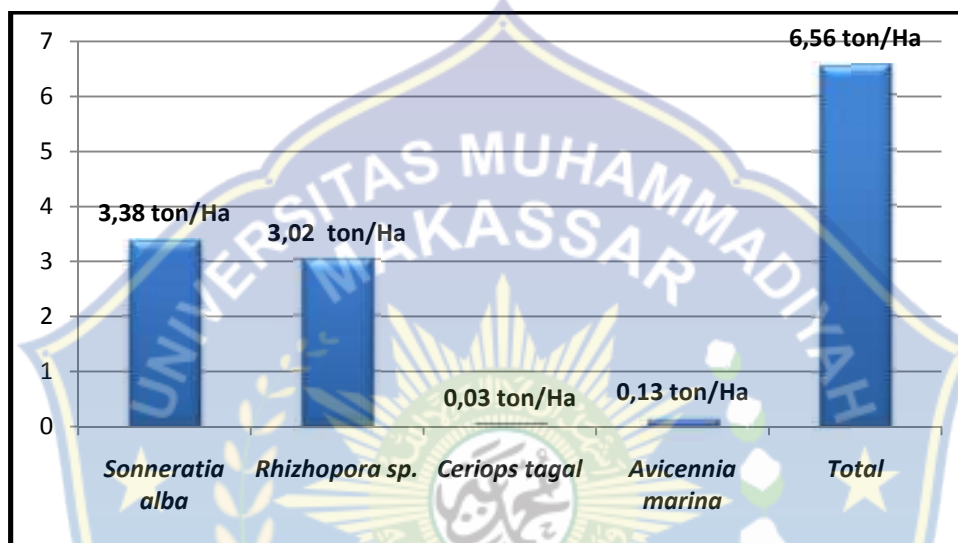 7
6
5
4
3
2
1
0
3,38 ton/Ha
3,02 ton/Ha
0,03 ton/Ha
0,13 ton/Ha
6,56 ton/Ha
Sonneratia alba
Rhizhopora sp.
Ceriops tagal
Avicennia marina
Total
UNIVERSITAS MUHAMMADIYAH
MAKASSAR